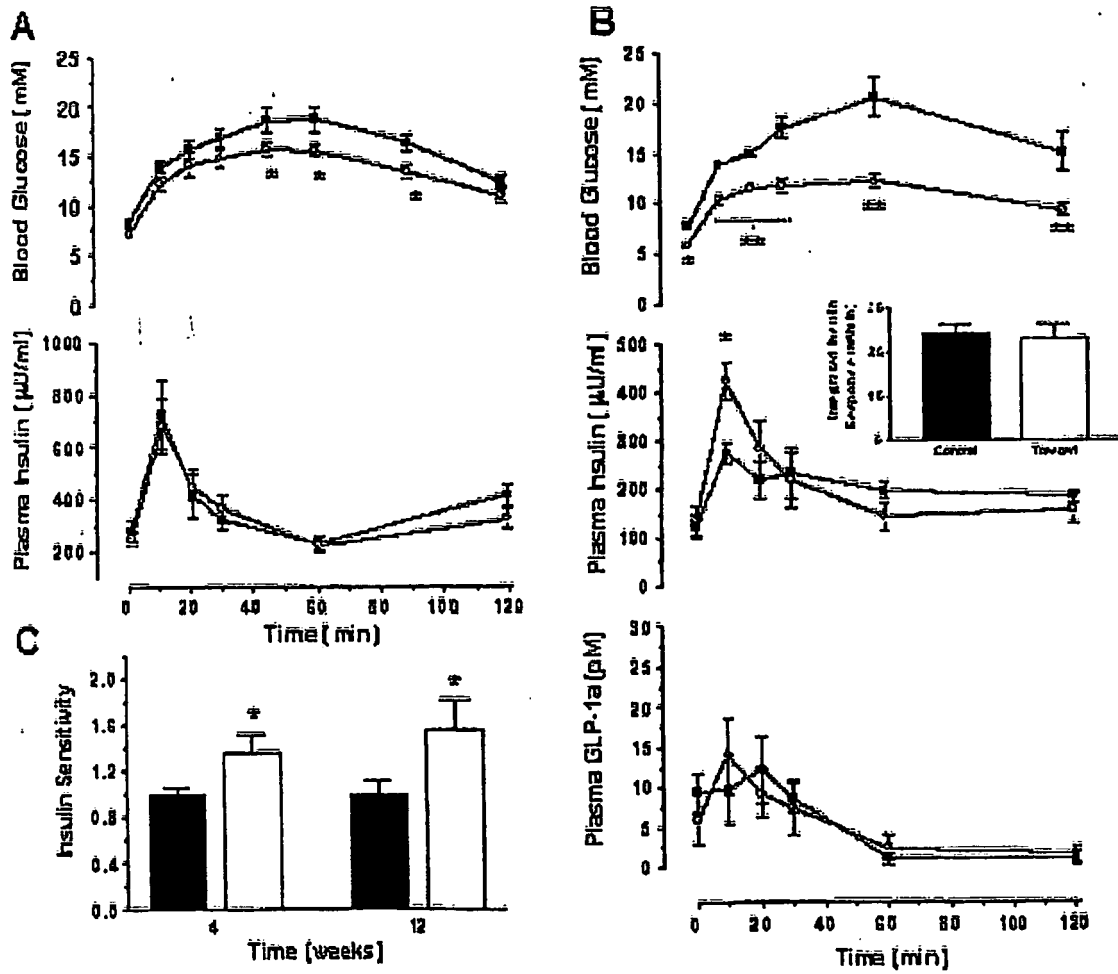 A
Blood Glucose [mM]
25
20
15
10
5
0
Plasma Insulin [µU/ml]
1000
800
600
400
200
0 20 40 60 80 100 120
Time [min]
B
Blood Glucose [mM]
25
20
15
10
5
0
Plasma Insulin [µU/ml]
500
400
300
200
100
0
Control
Plasma GLP-1a (pM)
30
25
20
15
10
5
0
0 20 40 60 80 100 120
Time [min]
C
Insulin Sensitivity
2.0
1.6
1.2
0.8
0.4
0.0
4 12
Time [weeks]